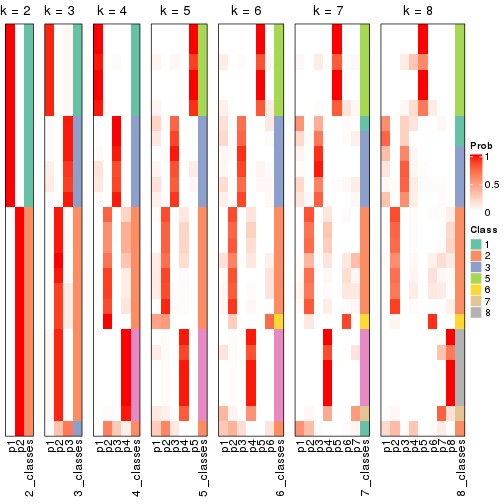 k = 2 k = 3 k = 4 k = 5 k = 6 k = 7 k = 8
p1 p2 2_classes p1 p2 p3 3_classes p1 p2 p3 p4 4_classes p1 p2 p3 p4 p5 5_classes p1 p2 p3 p4 p5 p6 6_classes p1 p2 p3 p4 p5 p6 p7 7_classes p1 p2 p3 p4 p5 p6 p7 p8 8_classes
Prob
1
0.5
0
Class
1
2
3
4
5
6
7
8